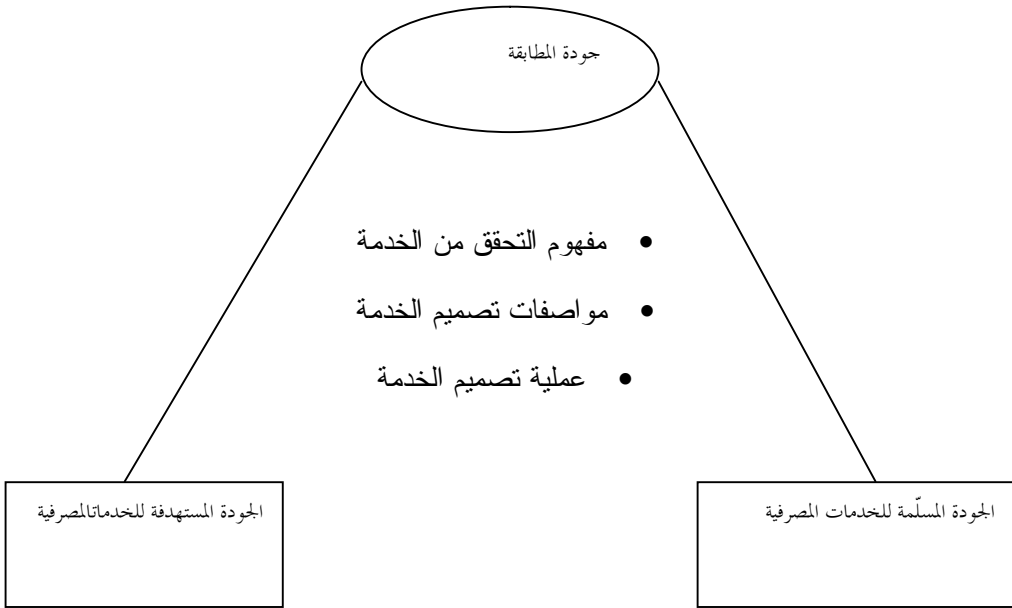 جودة المطابقة
• مفهوم التحقق من الخدمة
• مواصفات تصميم الخدمة
• عملية تصميم الخدمة
الجودة المسلّمة للخدمات المصرفية
الجودة المستهدفة للخدماتالمصرفية